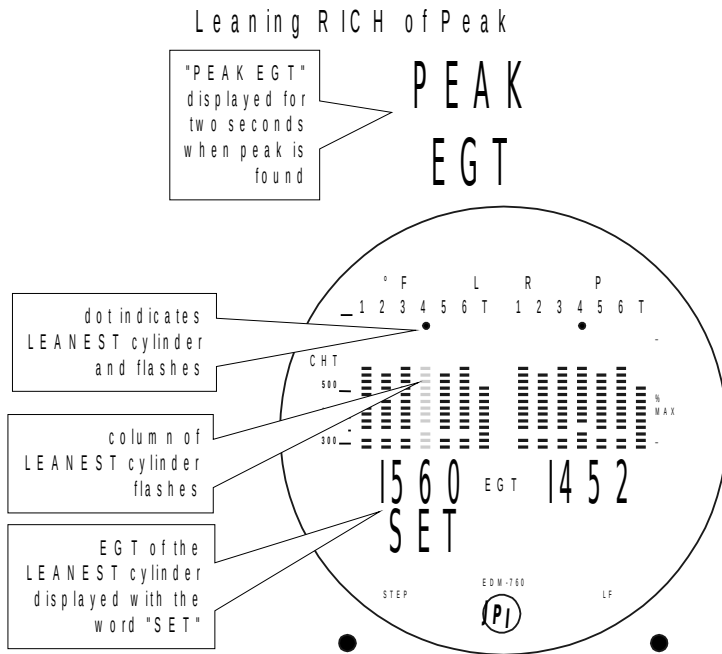 Leaning RICH of Peak
"PEAK EGT"
displayed for
two seconds
when peak is
found
PEAK
EGT
°F L R P
1 2 3 4 5 6 T 1 2 3 4 5 6 T
dot indicates
LEANEST cylinder
and flashes
CHT
500
300
%
MAX
column of
LEANEST cylinder
flashes
1560 EGT 1452
SET
EGT of the
LEANEST cylinder
displayed with the
word "SET"
STEP
EDM-760
LF
JPI